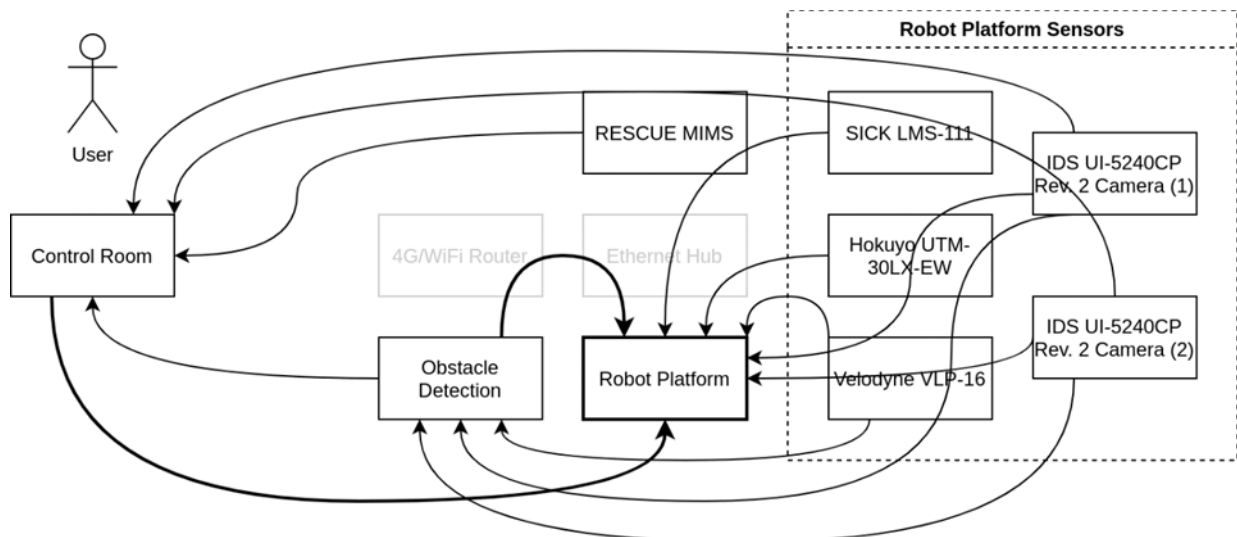 Robot Platform Sensors
User
RESCUE MIMS
SICK LMS-111
IDS UI-5240CP
Rev. 2 Camera (1)
Control Room
4G/WiFi Router
Ethernet Hub
Hokuyo UTM-
30LX-EW
IDS UI-5240CP
Rev. 2 Camera (2)
Obstacle
Detection
Robot Platform
Velodyne VLP-16